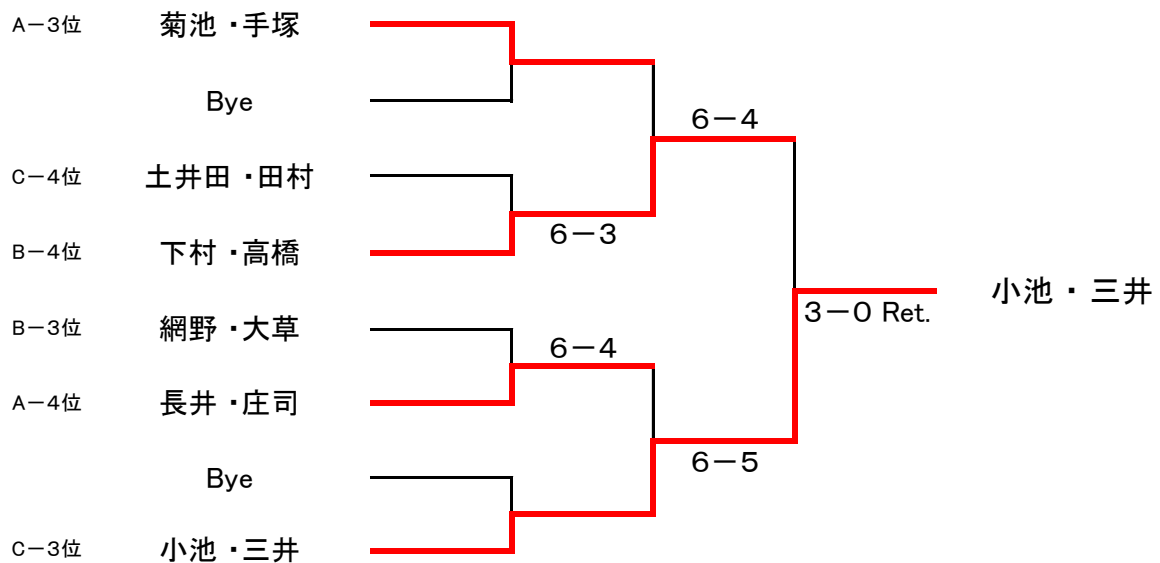 A－3位 菊池・手塚
Bye
6－4
C－4位 土井田・田村
6－3
B－4位 下村・高橋
小池・三井
3－0 Ret.
B－3位 網野・大草
6－4
A－4位 長井・庄司
6－5
Bye
C－3位 小池・三井